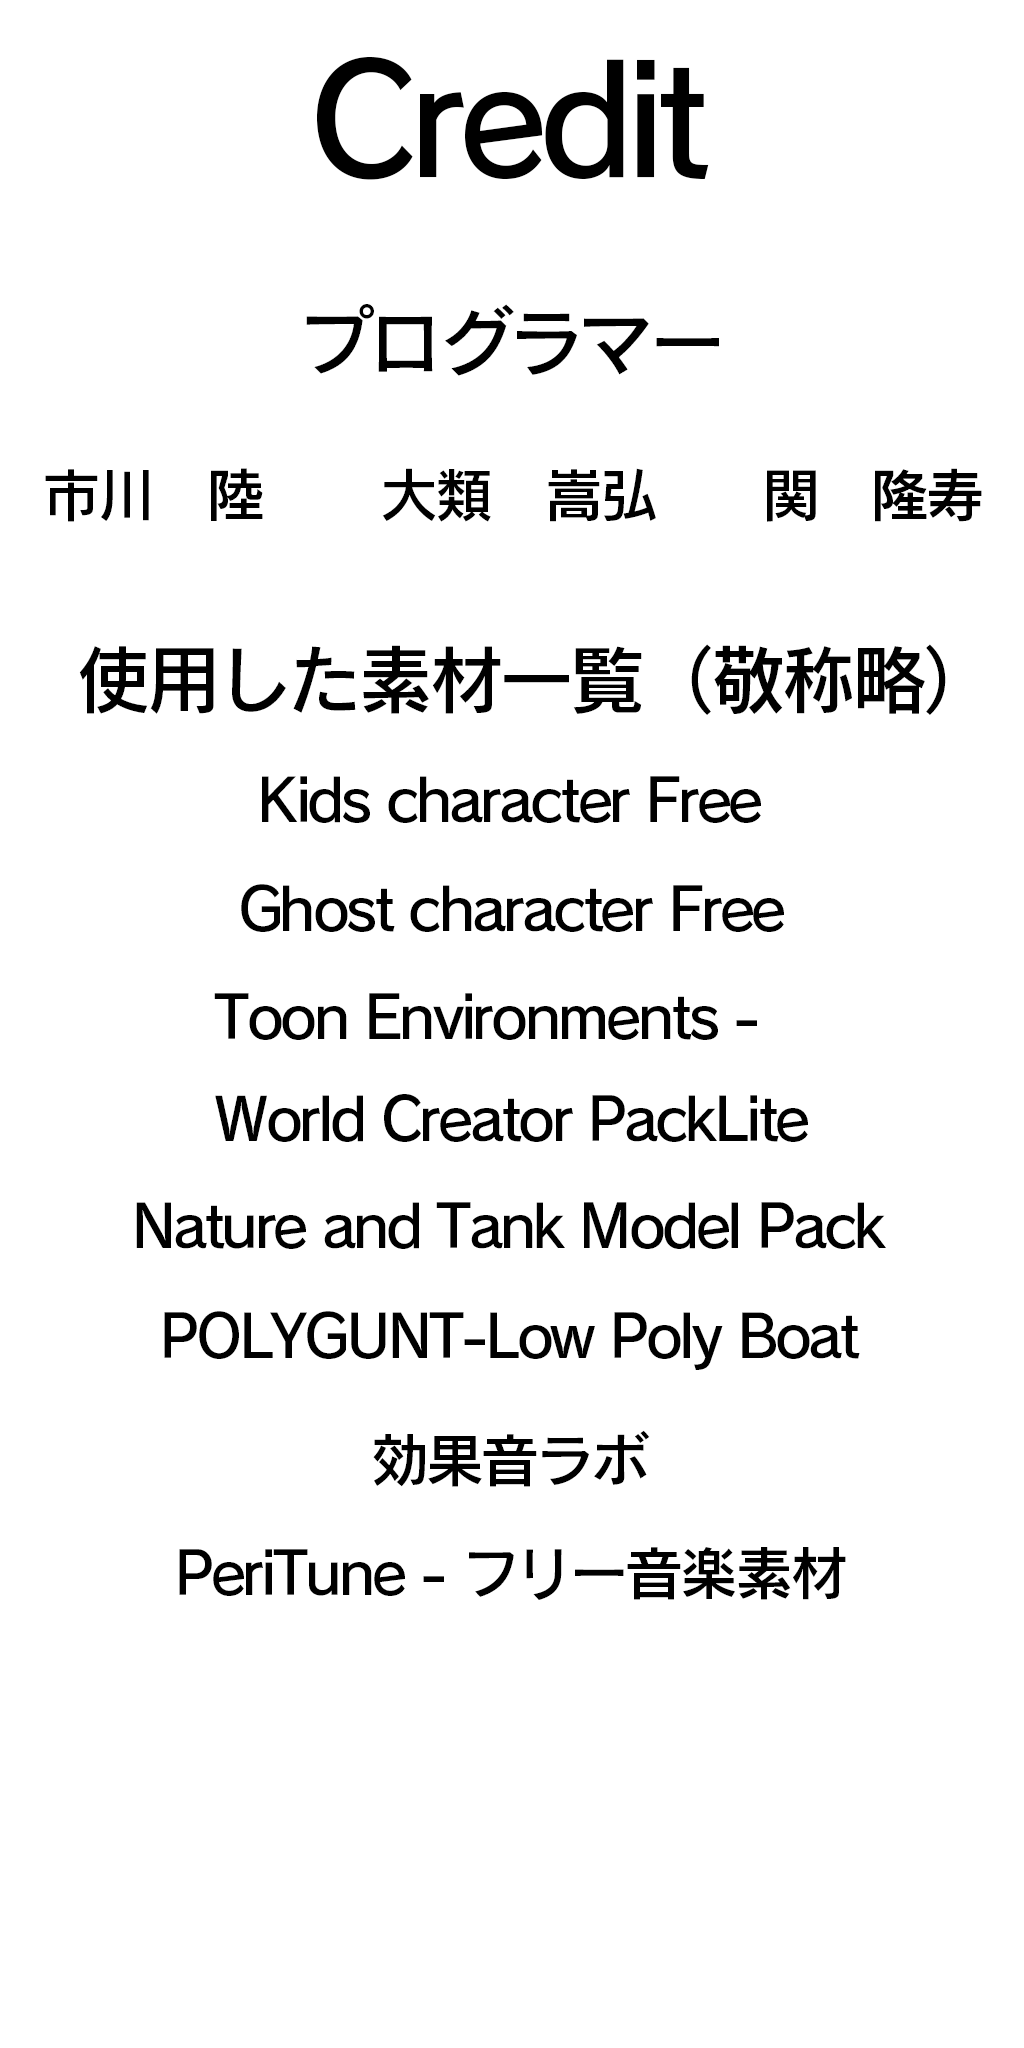 Credit
プログラマー
市川　陸　　大類　嵩弘　　関　隆寿
使用した素材一覧（敬称略）
Kids character Free
Ghost character Free
Toon Environments -
World Creator PackLite
Nature and Tank Model Pack
POLYGUNT-Low Poly Boat
効果音ラボ
PeriTune - フリー音楽素材